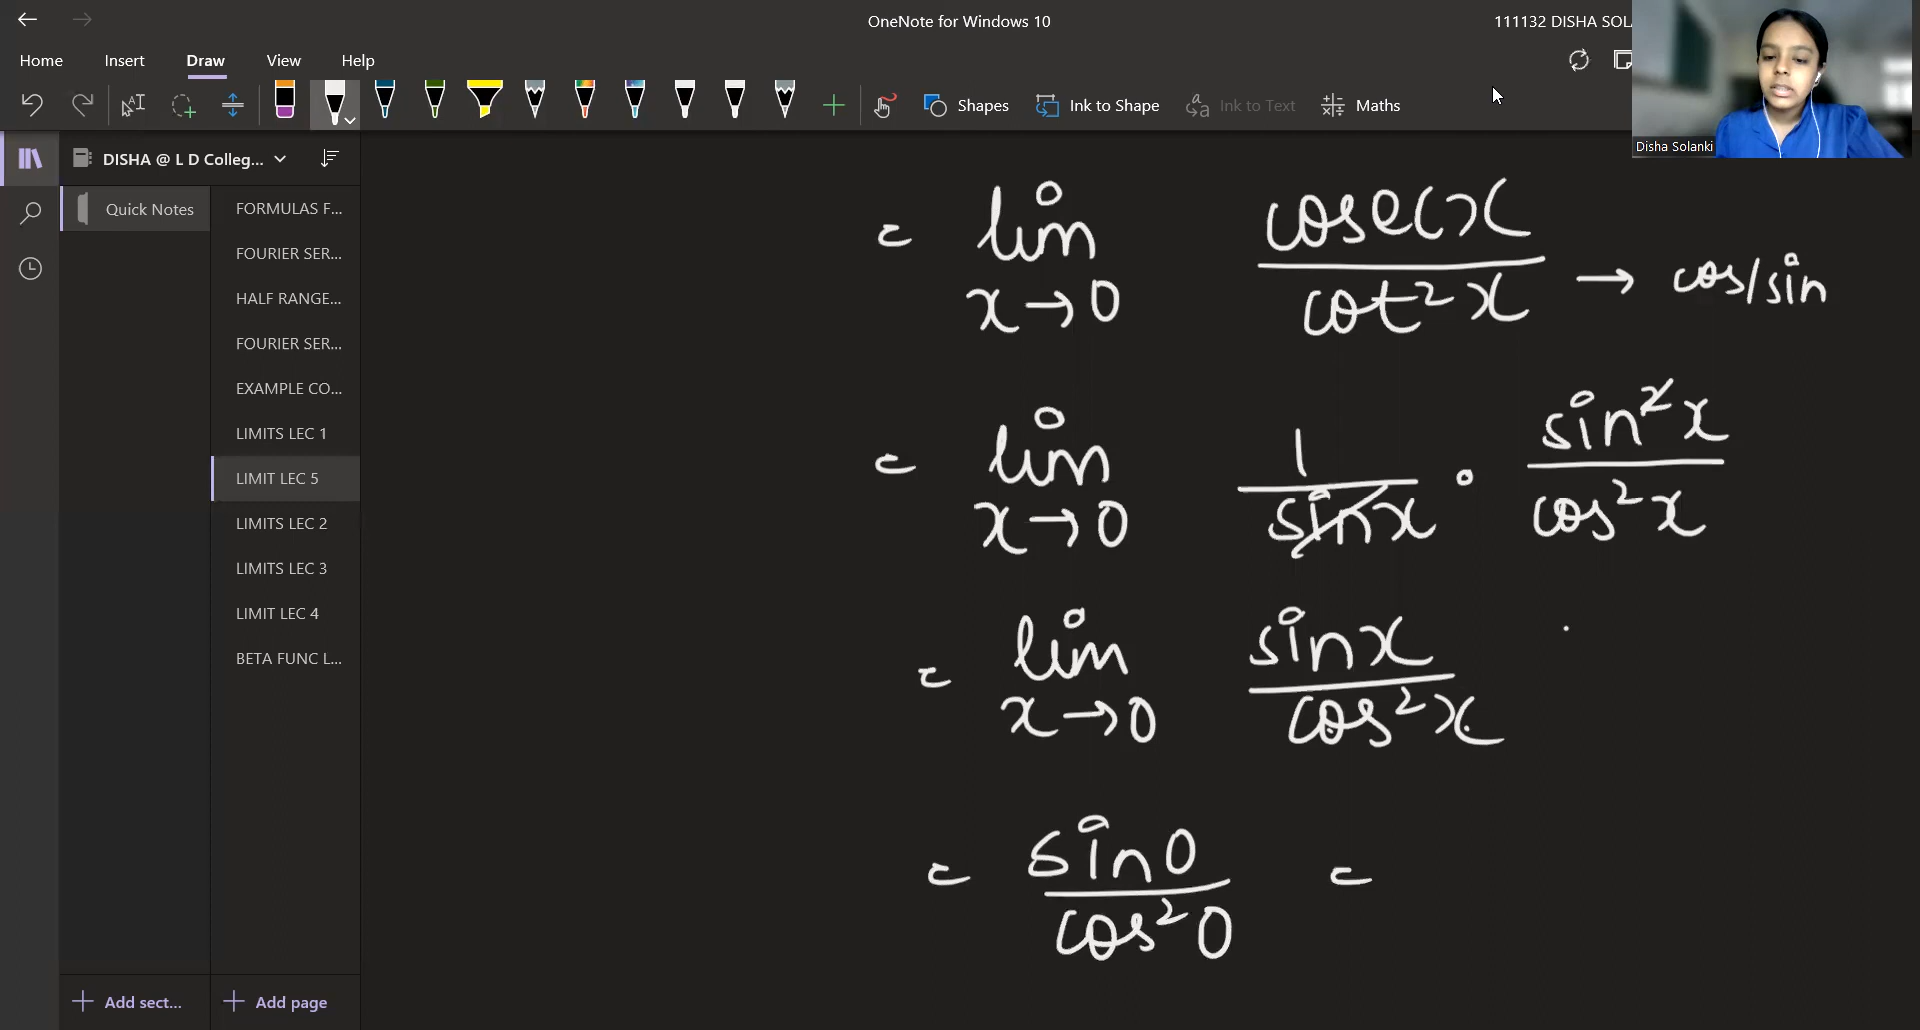 OneNote for Windows 10
111132 DISHA SOLA
Home Insert Draw View Help
Shapes Ink to Shape Ink to Text Maths
Disha Solanki
DISHA @ L D Colleg...
Quick Notes
FORMULAS F...
FOURIER SER...
HALF RANGE...
FOURIER SER...
EXAMPLE CO...
LIMITS LEC 1
LIMIT LEC 5
LIMITS LEC 2
LIMITS LEC 3
LIMIT LEC 4
BETA FUNC L...
+ Add sect...
+ Add page
= lim x→0 cosecx / cot²x → cos/sin
= lim x→0 1 / sinx · sin²x / cos²x
= lim x→0 sinx / cos²x
= sin0 / cos²0 =